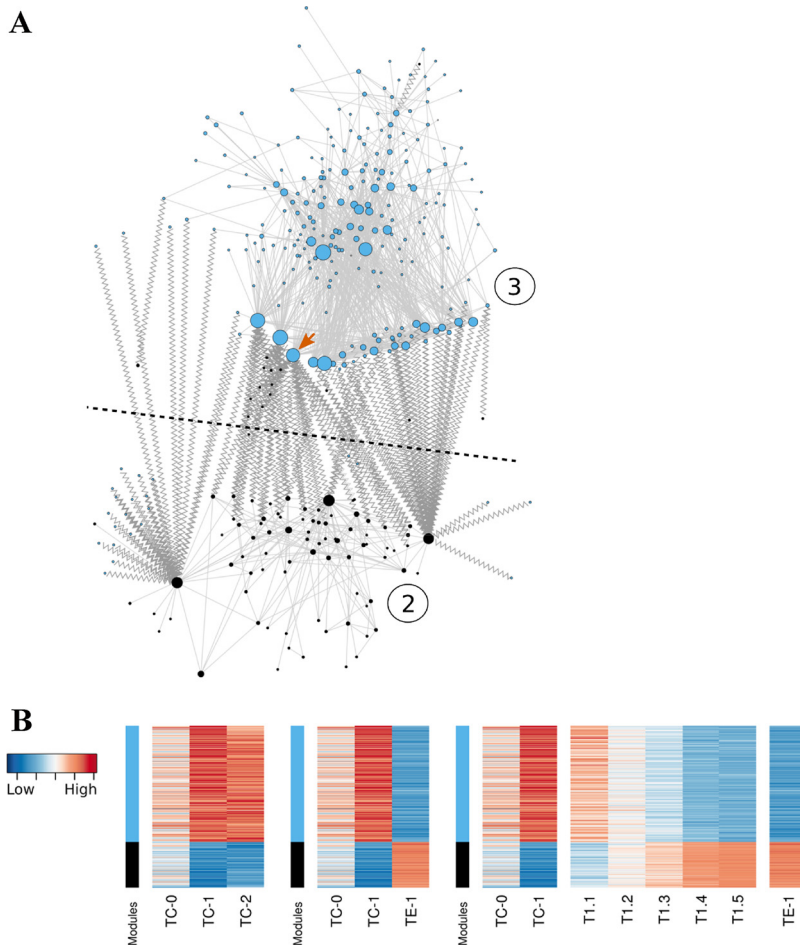 A
3
2
B
Low High
Modules TC-0 TC-1 TC-2 Modules TC-0 TC-1 TE-1 Modules TC-0 TC-1 T1.1 T1.2 T1.3 T1.4 T1.5 TE-1